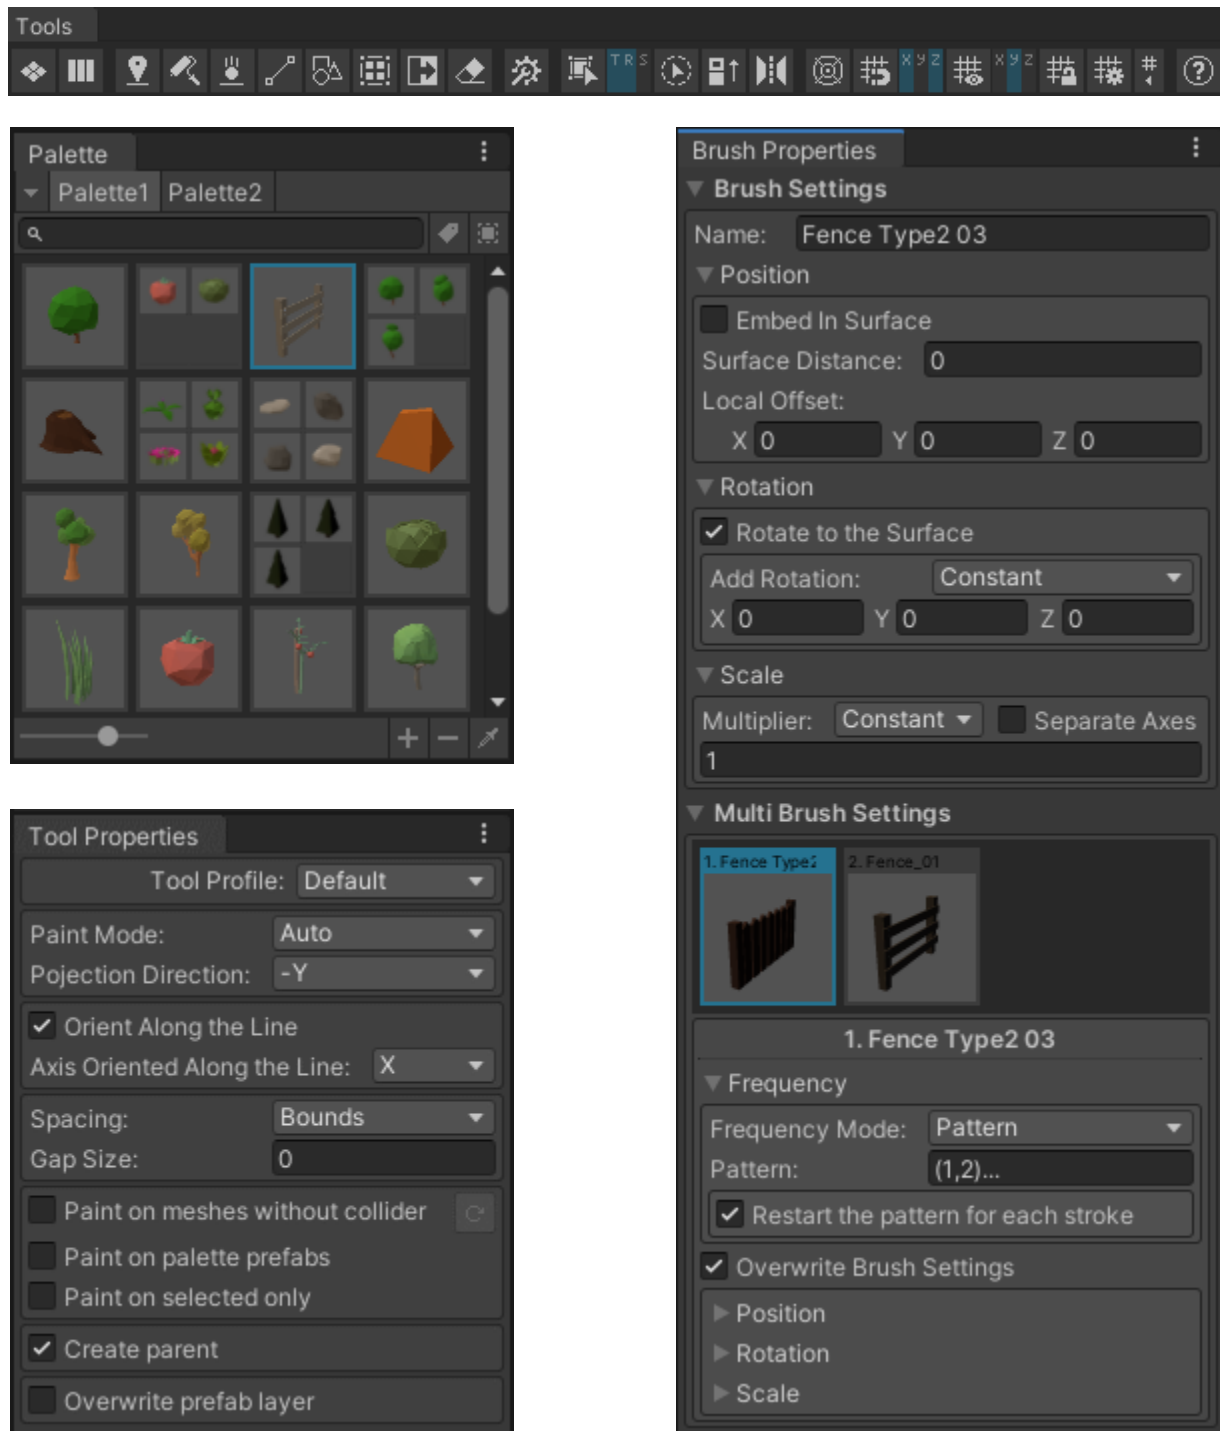 Tools
T R S
X Y Z
X Y Z
Palette
Palette1 Palette2
Tool Properties
Tool Profile: Default
Paint Mode: Auto
Pojection Direction: -Y
Orient Along the Line
Axis Oriented Along the Line: X
Spacing: Bounds
Gap Size: 0
Paint on meshes without collider
Paint on palette prefabs
Paint on selected only
Create parent
Overwrite prefab layer
Brush Properties
Brush Settings
Name: Fence Type2 03
Position
Embed In Surface
Surface Distance: 0
Local Offset:
X 0 Y 0 Z 0
Rotation
Rotate to the Surface
Add Rotation: Constant
X 0 Y 0 Z 0
Scale
Multiplier: Constant Separate Axes
1
Multi Brush Settings
1. Fence Type2 2. Fence_01
1. Fence Type2 03
Frequency
Frequency Mode: Pattern
Pattern: (1,2)...
Restart the pattern for each stroke
Overwrite Brush Settings
Position
Rotation
Scale